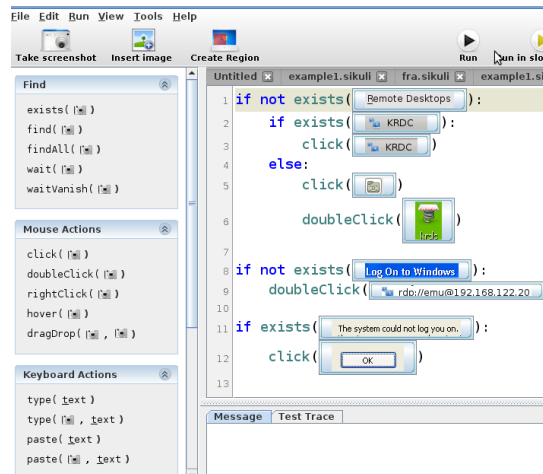 File Edit Run View Tools Help
Take screenshot Insert image Create Region Run un in slo
Untitled example1.sikuli fra.sikuli example1.si
Find
exists( )
find( )
findAll( )
wait( )
waitVanish( )
Mouse Actions
click( )
doubleClick( )
rightClick( )
hover( )
dragDrop( , )
Keyboard Actions
type( text )
type( , text )
paste( text )
paste( , text )
1 if not exists( Remote Desktops ):
2 if exists( KRDC ):
3 click( KRDC )
4 else:
5 click( )
6 doubleClick( )
7
8 if not exists( Log On to Windows ):
9 doubleClick( rdp://emu@192.168.122.20
10
11 if exists( The system could not log you on. ):
12 click( OK )
13
Message Test Trace